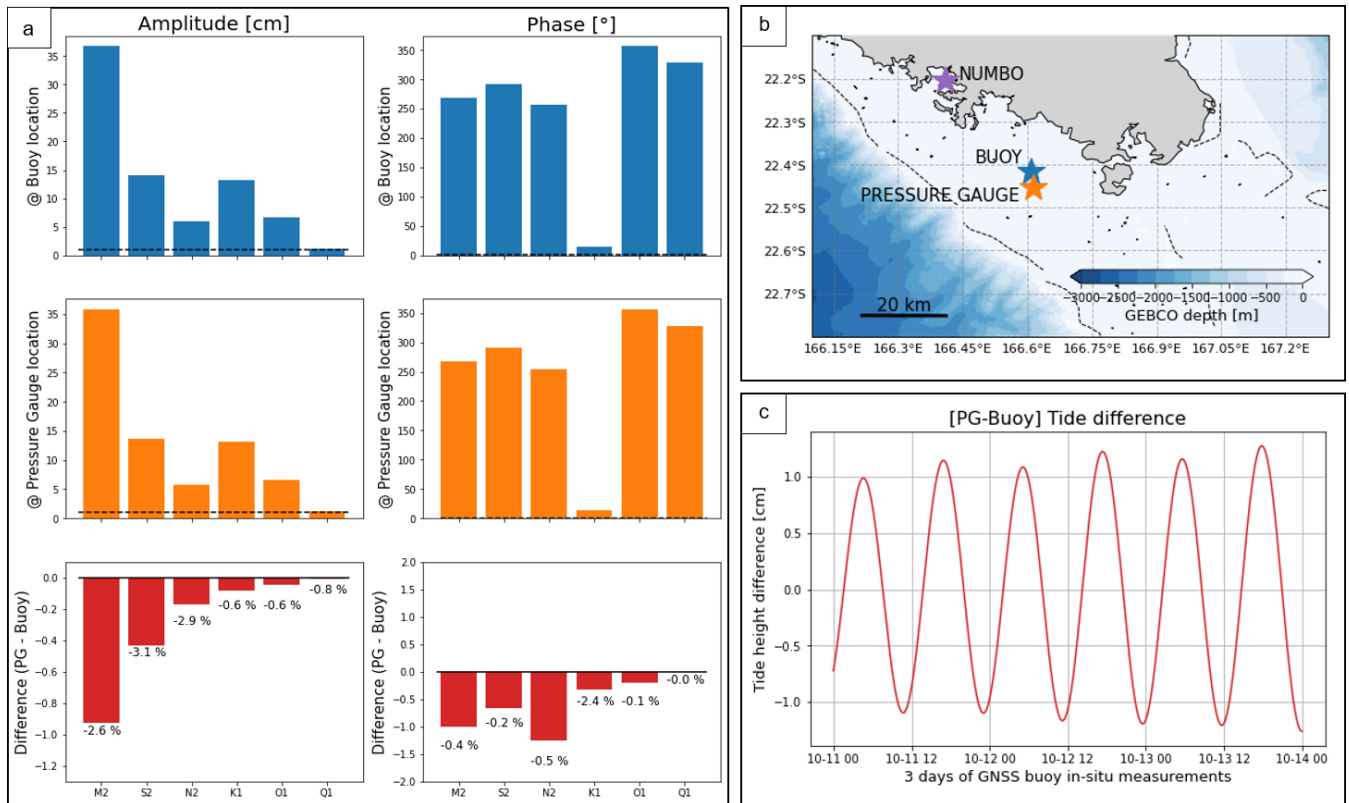 a
Amplitude [cm]
Phase [°]
@ Buoy location
35
30
25
20
15
10
5
0
350
300
250
200
150
100
50
0
@ Pressure Gauge location
35
30
25
20
15
10
5
0
350
300
250
200
150
100
50
0
Difference (PG - Buoy)
0.0
−0.2
−0.4
−0.6
−0.8
−1.0
−1.2
-2.6 %
-3.1 %
-2.9 %
-0.6 %
-0.6 %
-0.8 %
M2 S2 N2 K1 O1 Q1
Difference (PG - Buoy)
2.0
1.5
1.0
0.5
0.0
−0.5
−1.0
−1.5
−2.0
-0.4 %
-0.2 %
-0.5 %
-2.4 %
-0.1 %
-0.0 %
M2 S2 N2 K1 O1 Q1
b
22.2°S
22.3°S
22.4°S
22.5°S
22.6°S
22.7°S
NUMBO
BUOY
PRESSURE GAUGE
20 km
−3000 −2500 −2000 −1500 −1000 −500 0
GEBCO depth [m]
166.15°E 166.3°E 166.45°E 166.6°E 166.75°E 166.9°E 167.05°E 167.2°E
c
[PG-Buoy] Tide difference
Tide height difference [cm]
1.0
0.5
0.0
−0.5
−1.0
10-11 00 10-11 12 10-12 00 10-12 12 10-13 00 10-13 12 10-14 00
3 days of GNSS buoy in-situ measurements